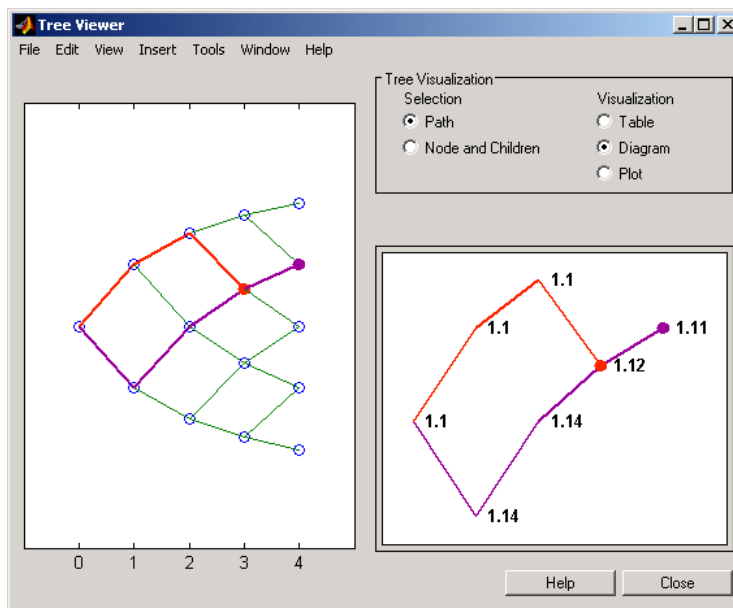 Tree Viewer
File Edit View Insert Tools Window Help
Tree Visualization
Selection
Visualization
Path
Table
Node and Children
Diagram
Plot
1.1
1.1
1.11
1.12
1.1
1.14
1.14
0 1 2 3 4
Help
Close